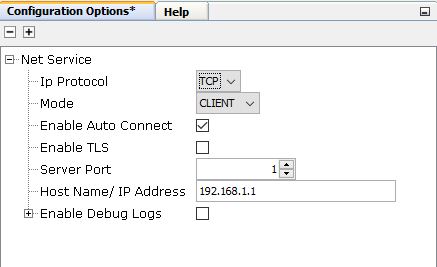 Configuration Options* Help
Net Service
Ip Protocol TCP
Mode CLIENT
Enable Auto Connect
Enable TLS
Server Port 1
Host Name/ IP Address 192.168.1.1
Enable Debug Logs